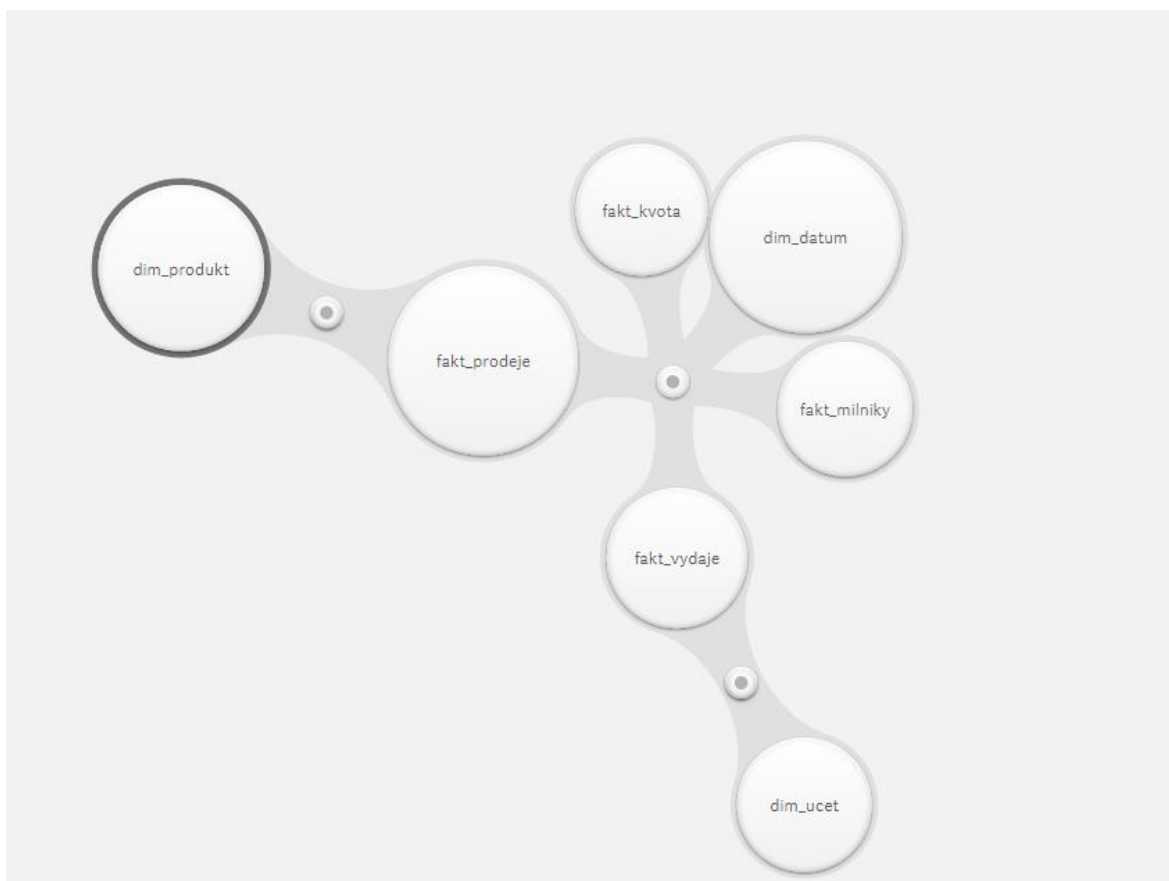 fakt_kvota
dim_datum
dim_produkt
fakt_prodeje
fakt_milniky
fakt_vydaje
dim_ucet